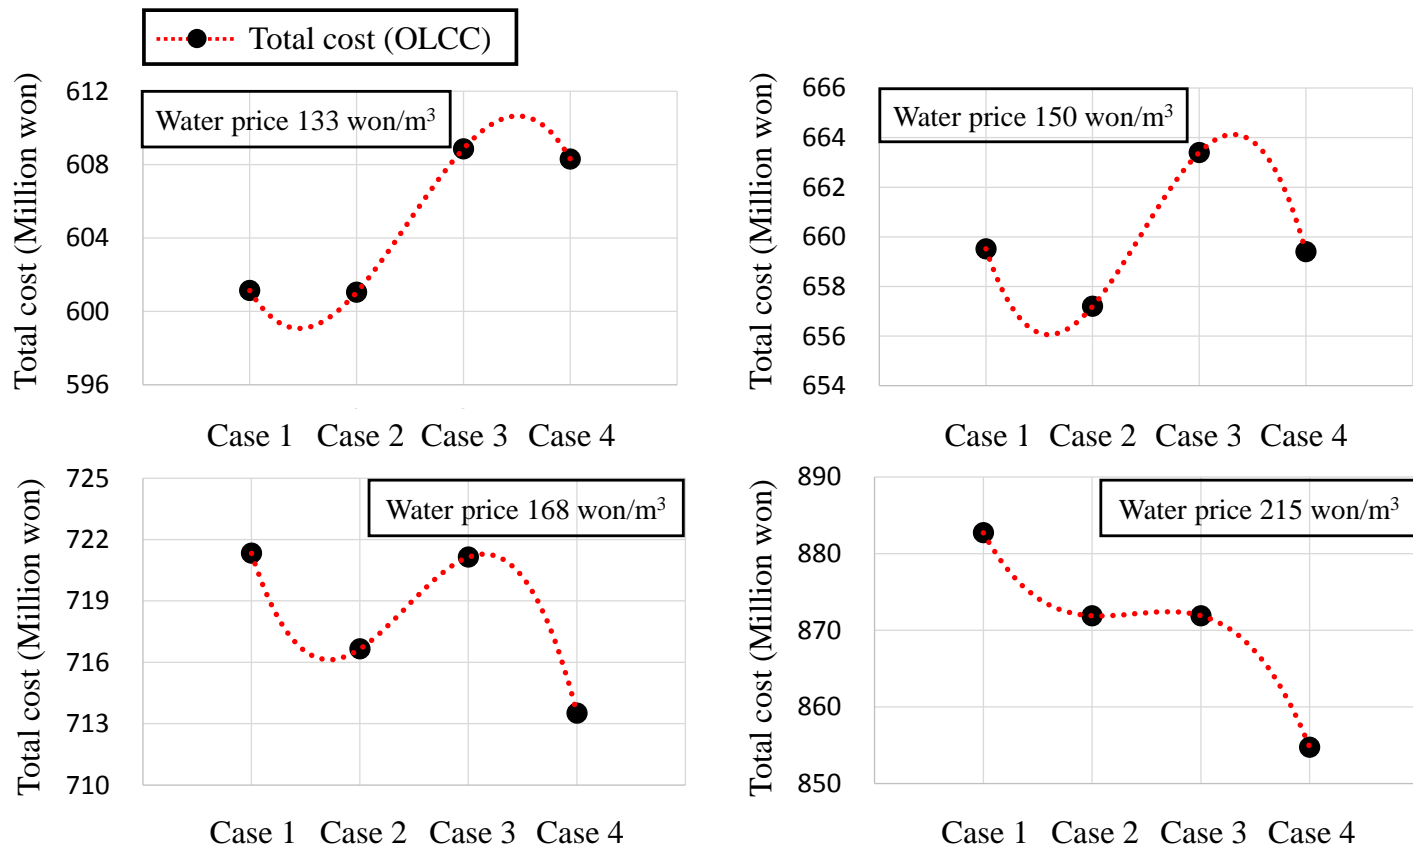 Total cost (OLCC)
Total cost (Million won)
612
608
604
600
596
Water price 133 won/m³
Case 1 Case 2 Case 3 Case 4
Total cost (Million won)
666
664
662
660
658
656
654
Water price 150 won/m³
Case 1 Case 2 Case 3 Case 4
Total cost (Million won)
725
722
719
716
713
710
Water price 168 won/m³
Case 1 Case 2 Case 3 Case 4
Total cost (Million won)
890
880
870
860
850
Water price 215 won/m³
Case 1 Case 2 Case 3 Case 4